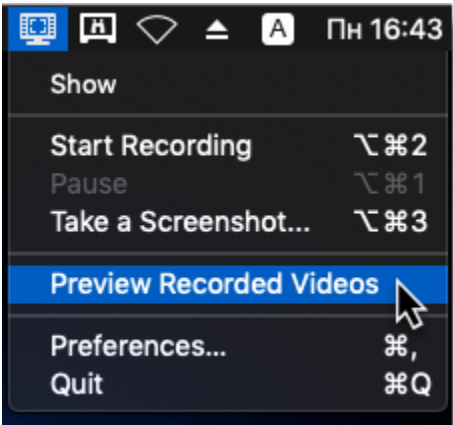 A Пн 16:43
Show
Start Recording ⌥⌘2
Pause ⌥⌘1
Take a Screenshot... ⌥⌘3
Preview Recorded Videos
Preferences... ⌘,
Quit ⌘Q